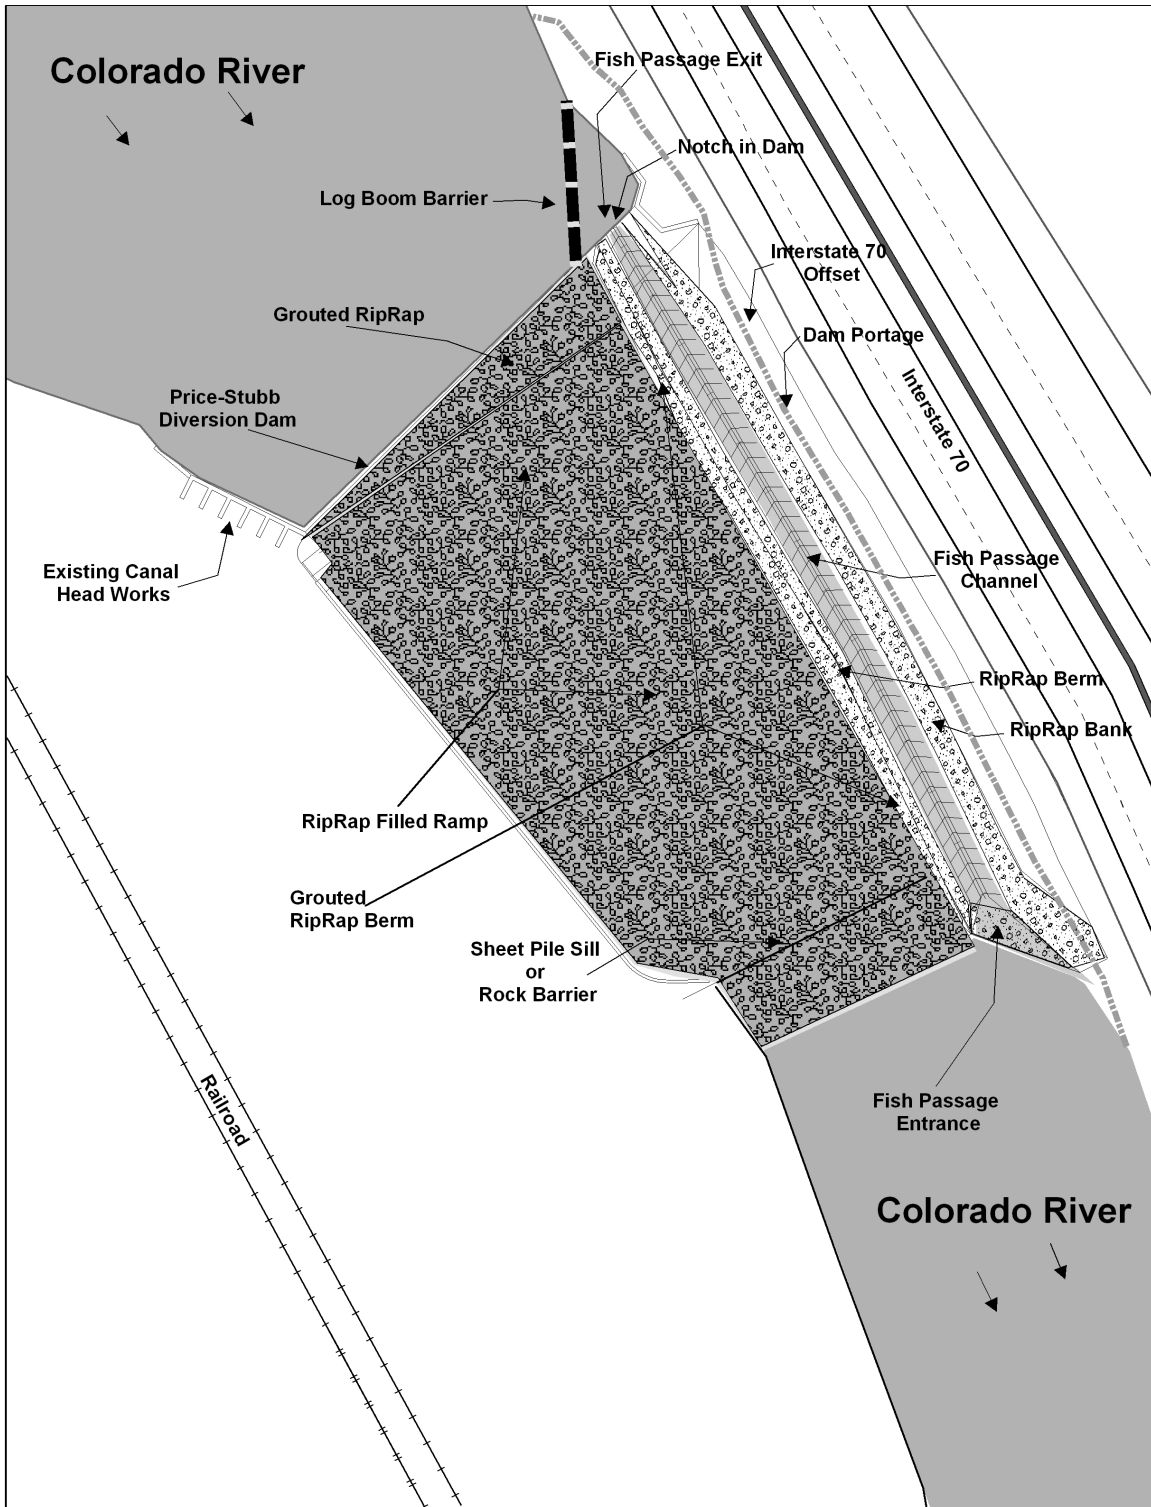 Colorado River
Fish Passage Exit
Notch in Dam
Log Boom Barrier
Interstate 70
Offset
Grouted RipRap
Dam Portage
Price-Stubb
Diversion Dam
Interstate 70
Existing Canal
Head Works
Fish Passage
Channel
RipRap Berm
RipRap Bank
RipRap Filled Ramp
Grouted
RipRap Berm
Sheet Pile Sill
or
Rock Barrier
Railroad
Fish Passage
Entrance
Colorado River